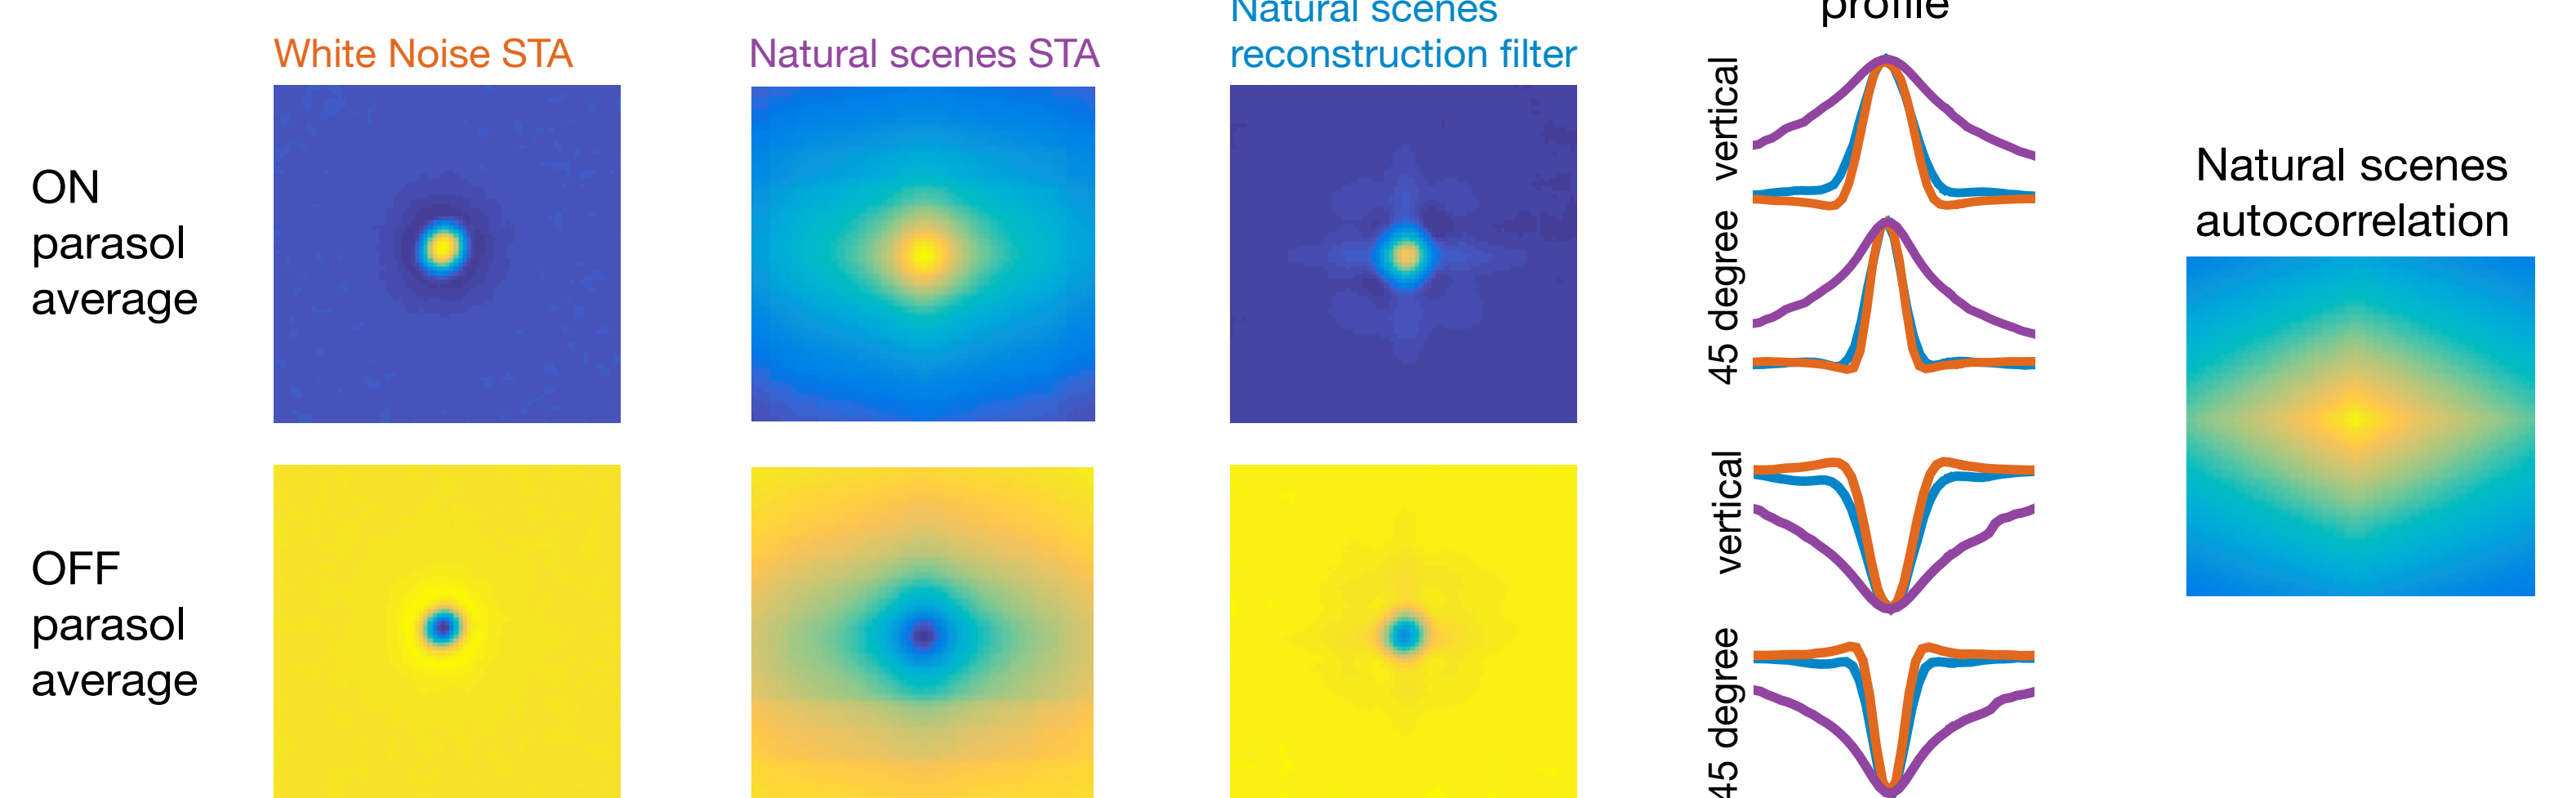 Natural scenes
reconstruction filter
profile
White Noise STA
Natural scenes STA
ON
parasol
average
vertical
45 degree
Natural scenes
autocorrelation
OFF
parasol
average
vertical
45 degree